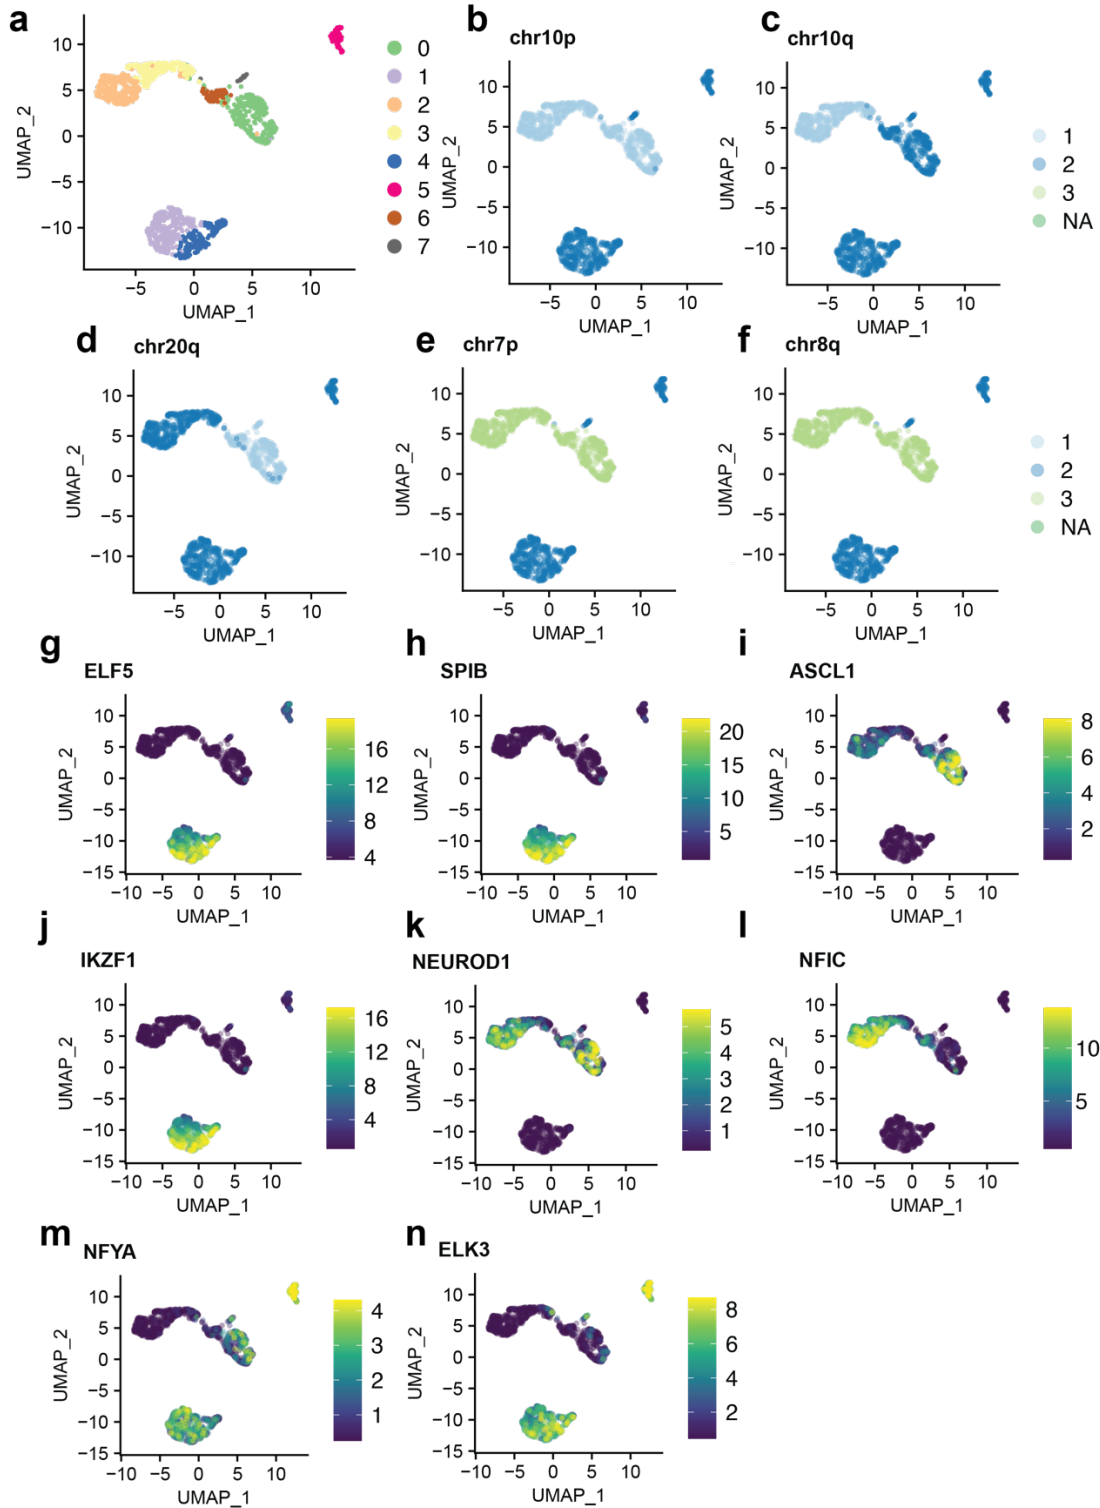 a
10
5
0
−5
−10
UMAP_2
−5 0 5 10
UMAP_1
0
1
2
3
4
5
6
7
b
chr10p
10
5
0
−5
−10
UMAP_2
−5 0 5 10
UMAP_1
c
chr10q
10
5
0
−5
−10
UMAP_2
−5 0 5 10
UMAP_1
1
2
3
NA
d
chr20q
10
5
0
−5
−10
UMAP_2
−5 0 5 10
UMAP_1
e
chr7p
10
5
0
−5
−10
UMAP_2
−5 0 5 10
UMAP_1
f
chr8q
10
5
0
−5
−10
UMAP_2
−5 0 5 10
UMAP_1
1
2
3
NA
g
ELF5
10
5
0
−5
−10
−15
UMAP_2
−10 −5 0 5 10
UMAP_1
16
12
8
4
h
SPIB
10
5
0
−5
−10
−15
UMAP_2
−10 −5 0 5 10
UMAP_1
20
15
10
5
i
ASCL1
10
5
0
−5
−10
−15
UMAP_2
−10 −5 0 5 10
UMAP_1
8
6
4
2
j
IKZF1
10
5
0
−5
−10
−15
UMAP_2
−10 −5 0 5 10
UMAP_1
16
12
8
4
k
NEUROD1
10
5
0
−5
−10
−15
UMAP_2
−10 −5 0 5 10
UMAP_1
5
4
3
2
1
l
NFIC
10
5
0
−5
−10
−15
UMAP_2
−10 −5 0 5 10
UMAP_1
10
5
m
NFYA
10
5
0
−5
−10
−15
UMAP_2
−10 −5 0 5 10
UMAP_1
4
3
2
1
n
ELK3
10
5
0
−5
−10
−15
UMAP_2
−10 −5 0 5 10
UMAP_1
8
6
4
2